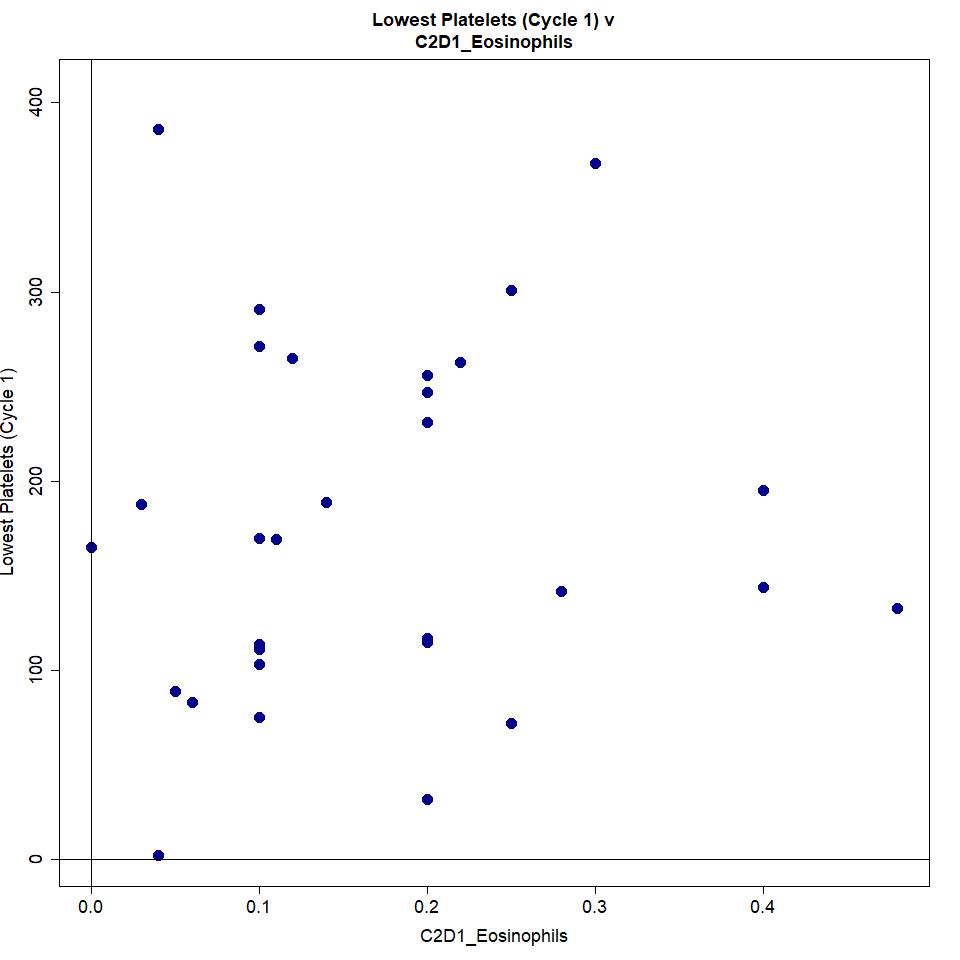 Lowest Platelets (Cycle 1) v
C2D1_Eosinophils
400
300
200
100
0
Lowest Platelets (Cycle 1)
0.0 0.1 0.2 0.3 0.4
C2D1_Eosinophils